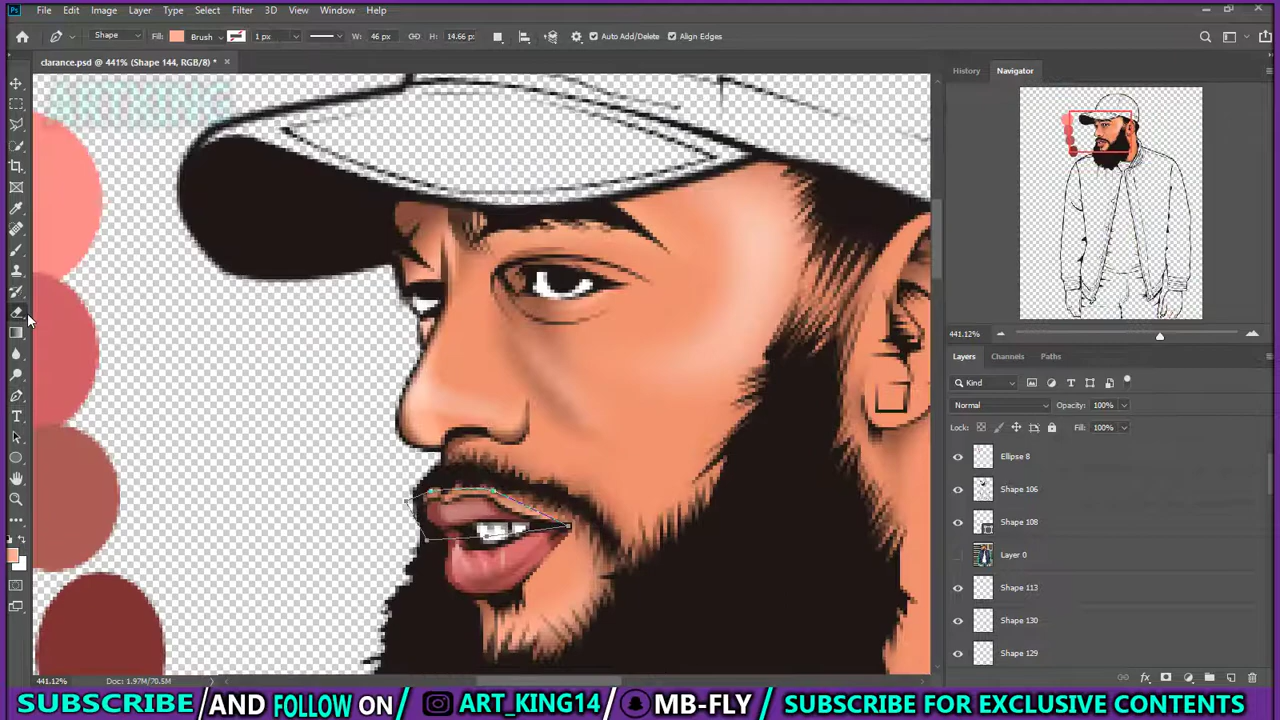 Ps File Edit Image Layer Type Select Filter 3D View Window Help
Shape Fill: Brush 1 px W: 46 px H: 14.66 px Auto Add/Delete Align Edges
clarance.psd @ 441% (Shape 144, RGB/8) * ×
History Navigator
ARTKING
441.12%
Layers Channels Paths
Kind
Normal Opacity: 100%
Lock: Fill: 100%
Ellipse 8
Shape 106
Shape 108
Layer 0
Shape 113
Shape 130
Shape 129
441.12% Doc: 1.97M/70.5M
SUBSCRIBE/AND FOLLOW ON/ ART_KING14/ MB-FLY / SUBSCRIBE FOR EXCLUSIVE CONTENTS